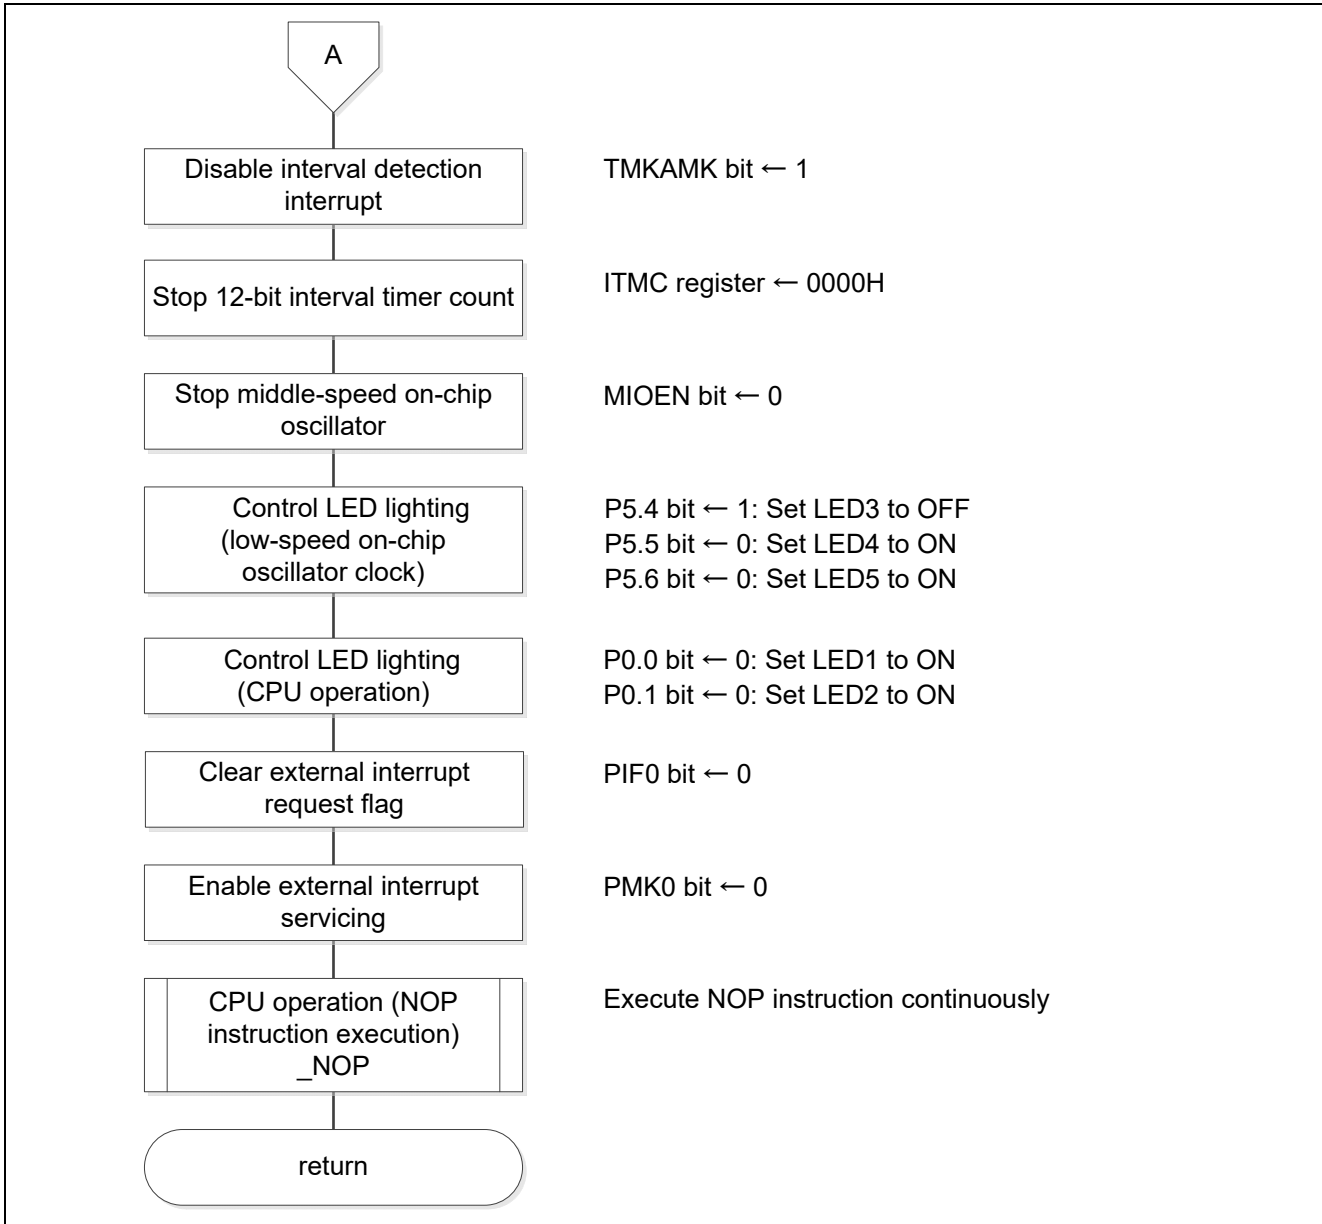 A
Disable interval detection
interrupt
TMKAMK bit ← 1
Stop 12-bit interval timer count
ITMC register ← 0000H
Stop middle-speed on-chip
oscillator
MIOEN bit ← 0
Control LED lighting
(low-speed on-chip
oscillator clock)
P5.4 bit ← 1: Set LED3 to OFF
P5.5 bit ← 0: Set LED4 to ON
P5.6 bit ← 0: Set LED5 to ON
Control LED lighting
(CPU operation)
P0.0 bit ← 0: Set LED1 to ON
P0.1 bit ← 0: Set LED2 to ON
Clear external interrupt
request flag
PIF0 bit ← 0
Enable external interrupt
servicing
PMK0 bit ← 0
CPU operation (NOP
instruction execution)
_NOP
Execute NOP instruction continuously
return